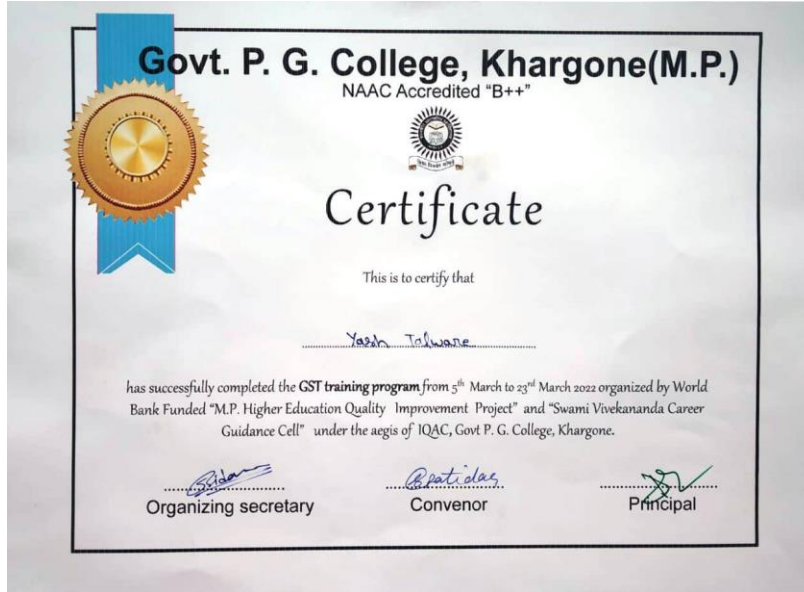 Govt. P. G. College, Khargone(M.P.)
NAAC Accredited “B++”
Certificate
This is to certify that
Yash Talware
has successfully completed the GST training program from 5th March to 23rd March 2022 organized by World
Bank Funded “M.P. Higher Education Quality Improvement Project” and “Swami Vivekananda Career
Guidance Cell” under the aegis of IQAC, Govt P. G. College, Khargone.
Organizing secretary
Convenor
Principal